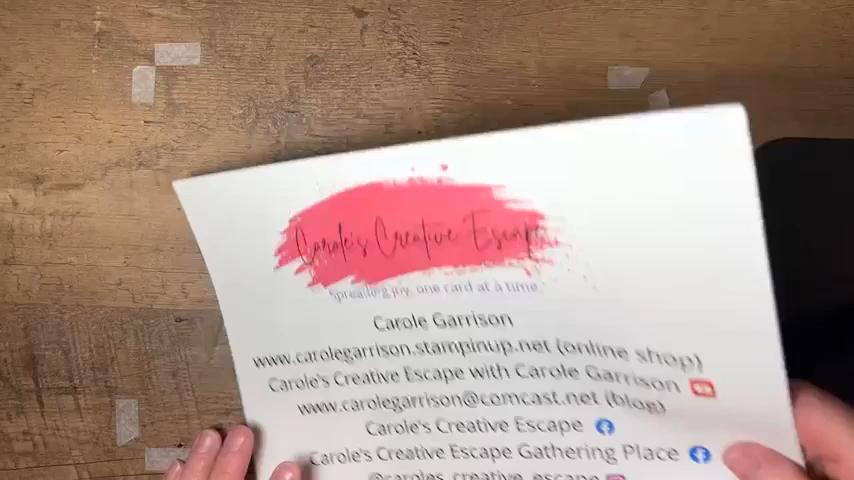 Carole's Creative Escape
spreading joy, one card at a time.
Carole Garrison
www.carolegarrison.stampinup.net (online shop)
Carole's Creative Escape with Carole Garrison
www.carolegarrison@comcast.net (blog)
Carole's Creative Escape
Carole's Creative Escape Gathering Place
@caroles_creative_escape